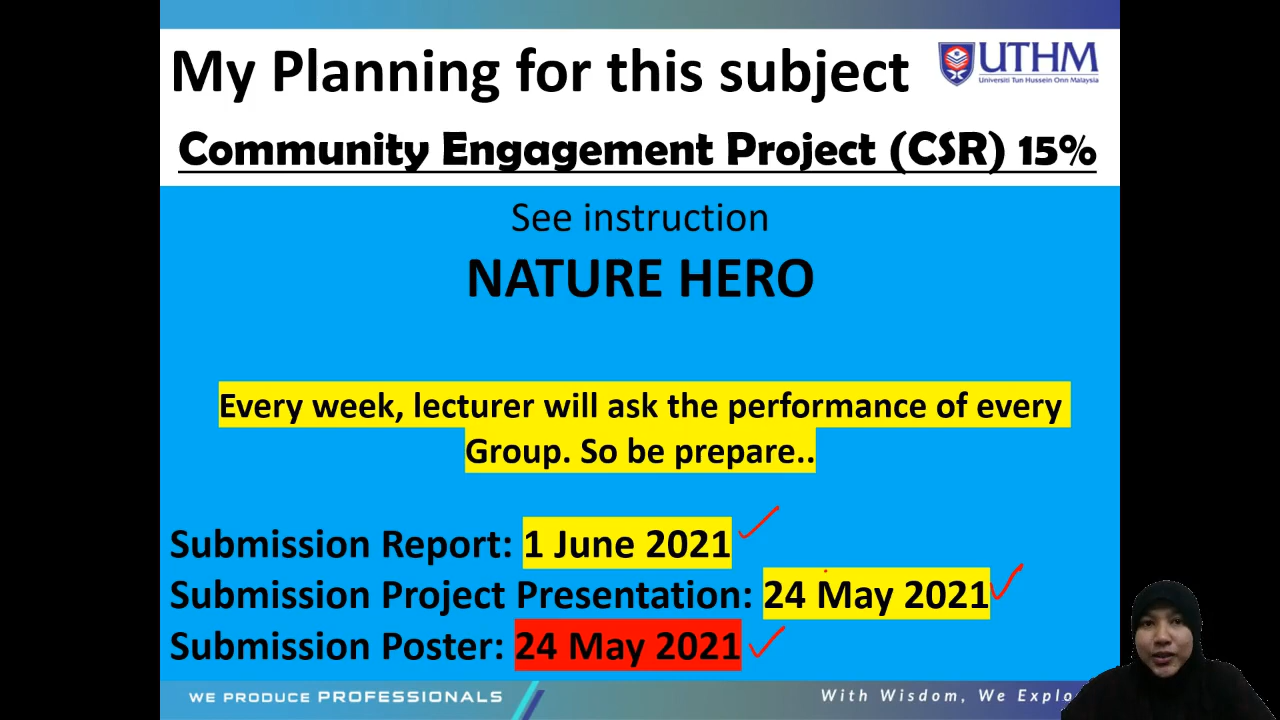 My Planning for this subject
UTHM
Universiti Tun Hussein Onn Malaysia
Community Engagement Project (CSR) 15%
See instruction
NATURE HERO
Every week, lecturer will ask the performance of every
Group. So be prepare..
Submission Report: 1 June 2021
Submission Project Presentation: 24 May 2021
Submission Poster: 24 May 2021
WE PRODUCE PROFESSIONALS
With Wisdom, We Explo